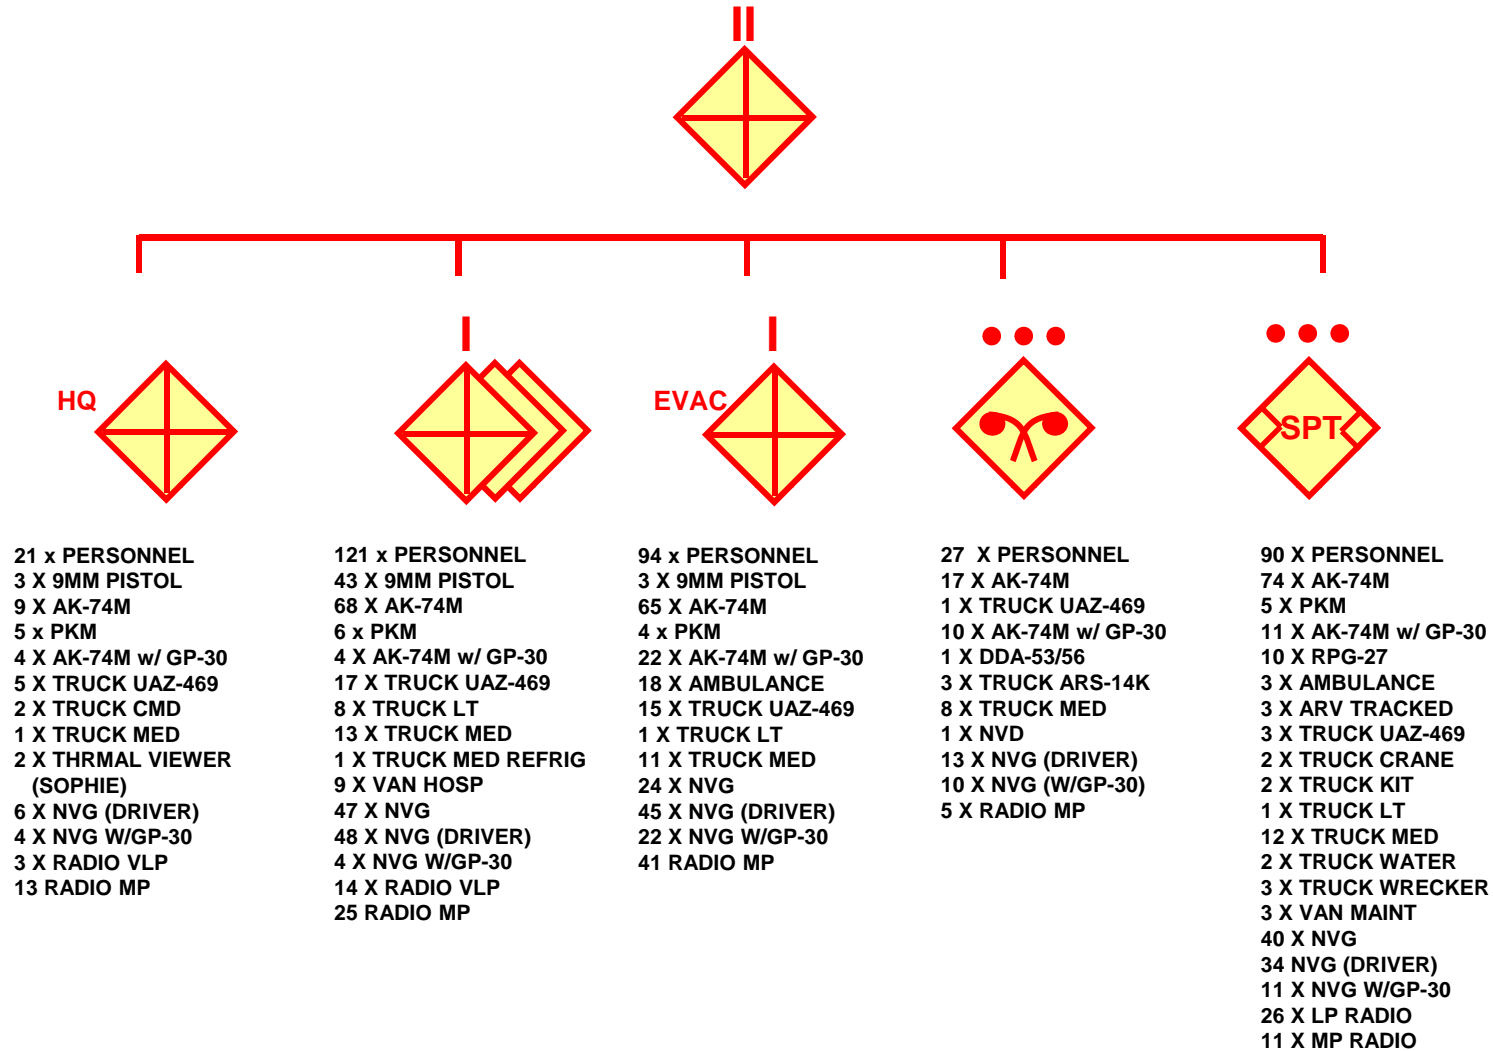 HQ
EVAC
SPT
21 x PERSONNEL
3 X 9MM PISTOL
9 X AK-74M
5 x PKM
4 X AK-74M w/ GP-30
5 X TRUCK UAZ-469
2 X TRUCK CMD
1 X TRUCK MED
2 X THRMAL VIEWER
(SOPHIE)
6 X NVG (DRIVER)
4 X NVG W/GP-30
3 X RADIO VLP
13 RADIO MP
121 x PERSONNEL
43 X 9MM PISTOL
68 X AK-74M
6 x PKM
4 X AK-74M w/ GP-30
17 X TRUCK UAZ-469
8 X TRUCK LT
13 X TRUCK MED
1 X TRUCK MED REFRIG
9 X VAN HOSP
47 X NVG
48 X NVG (DRIVER)
4 X NVG W/GP-30
14 X RADIO VLP
25 RADIO MP
94 x PERSONNEL
3 X 9MM PISTOL
65 X AK-74M
4 x PKM
22 X AK-74M w/ GP-30
18 X AMBULANCE
15 X TRUCK UAZ-469
1 X TRUCK LT
11 X TRUCK MED
24 X NVG
45 X NVG (DRIVER)
22 X NVG W/GP-30
41 RADIO MP
27 X PERSONNEL
17 X AK-74M
1 X TRUCK UAZ-469
10 X AK-74M w/ GP-30
1 X DDA-53/56
3 X TRUCK ARS-14K
8 X TRUCK MED
1 X NVD
13 X NVG (DRIVER)
10 X NVG (W/GP-30)
5 X RADIO MP
90 X PERSONNEL
74 X AK-74M
5 X PKM
11 X AK-74M w/ GP-30
10 X RPG-27
3 X AMBULANCE
3 X ARV TRACKED
3 X TRUCK UAZ-469
2 X TRUCK CRANE
2 X TRUCK KIT
1 X TRUCK LT
12 X TRUCK MED
2 X TRUCK WATER
3 X TRUCK WRECKER
3 X VAN MAINT
40 X NVG
34 NVG (DRIVER)
11 X NVG W/GP-30
26 X LP RADIO
11 X MP RADIO